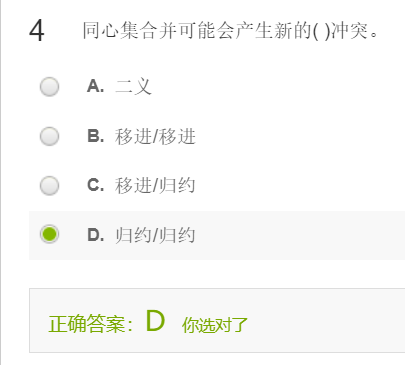 4 同心集合并可能会产生新的( )冲突。
A. 二义
B. 移进/移进
C. 移进/归约
D. 归约/归约
正确答案：D 你选对了